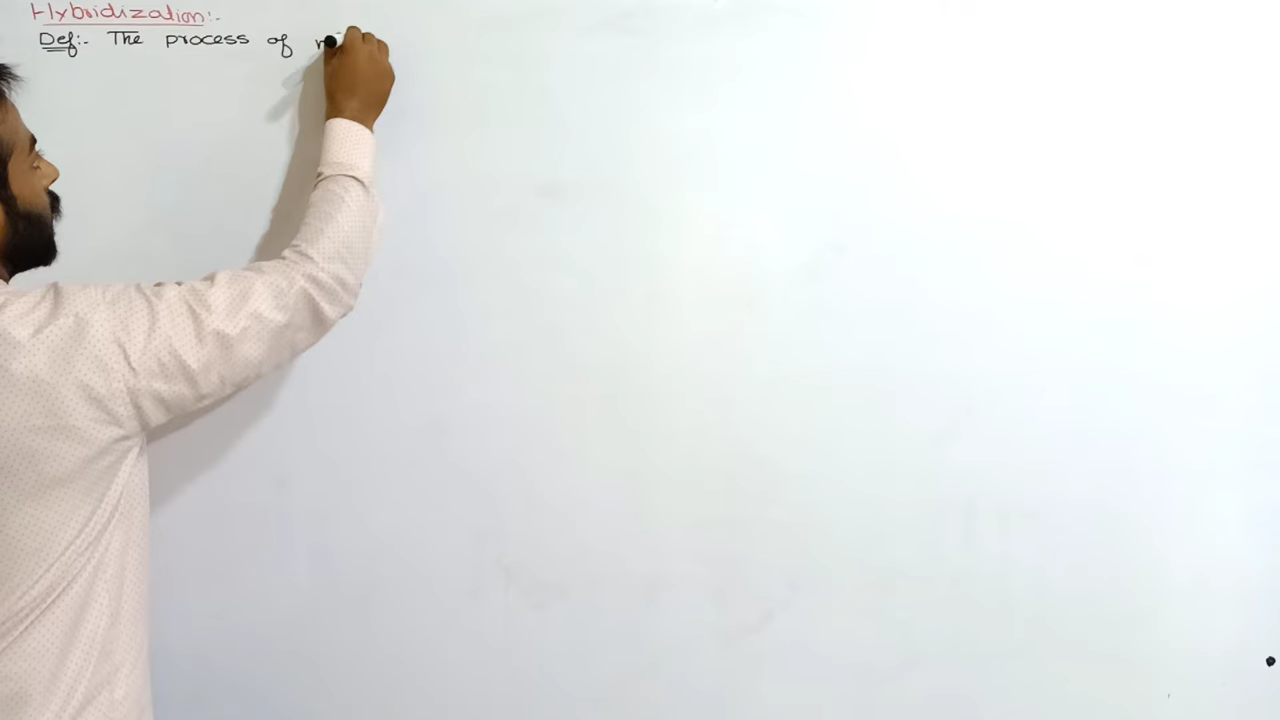 Hybridization:-
Def:- The process of